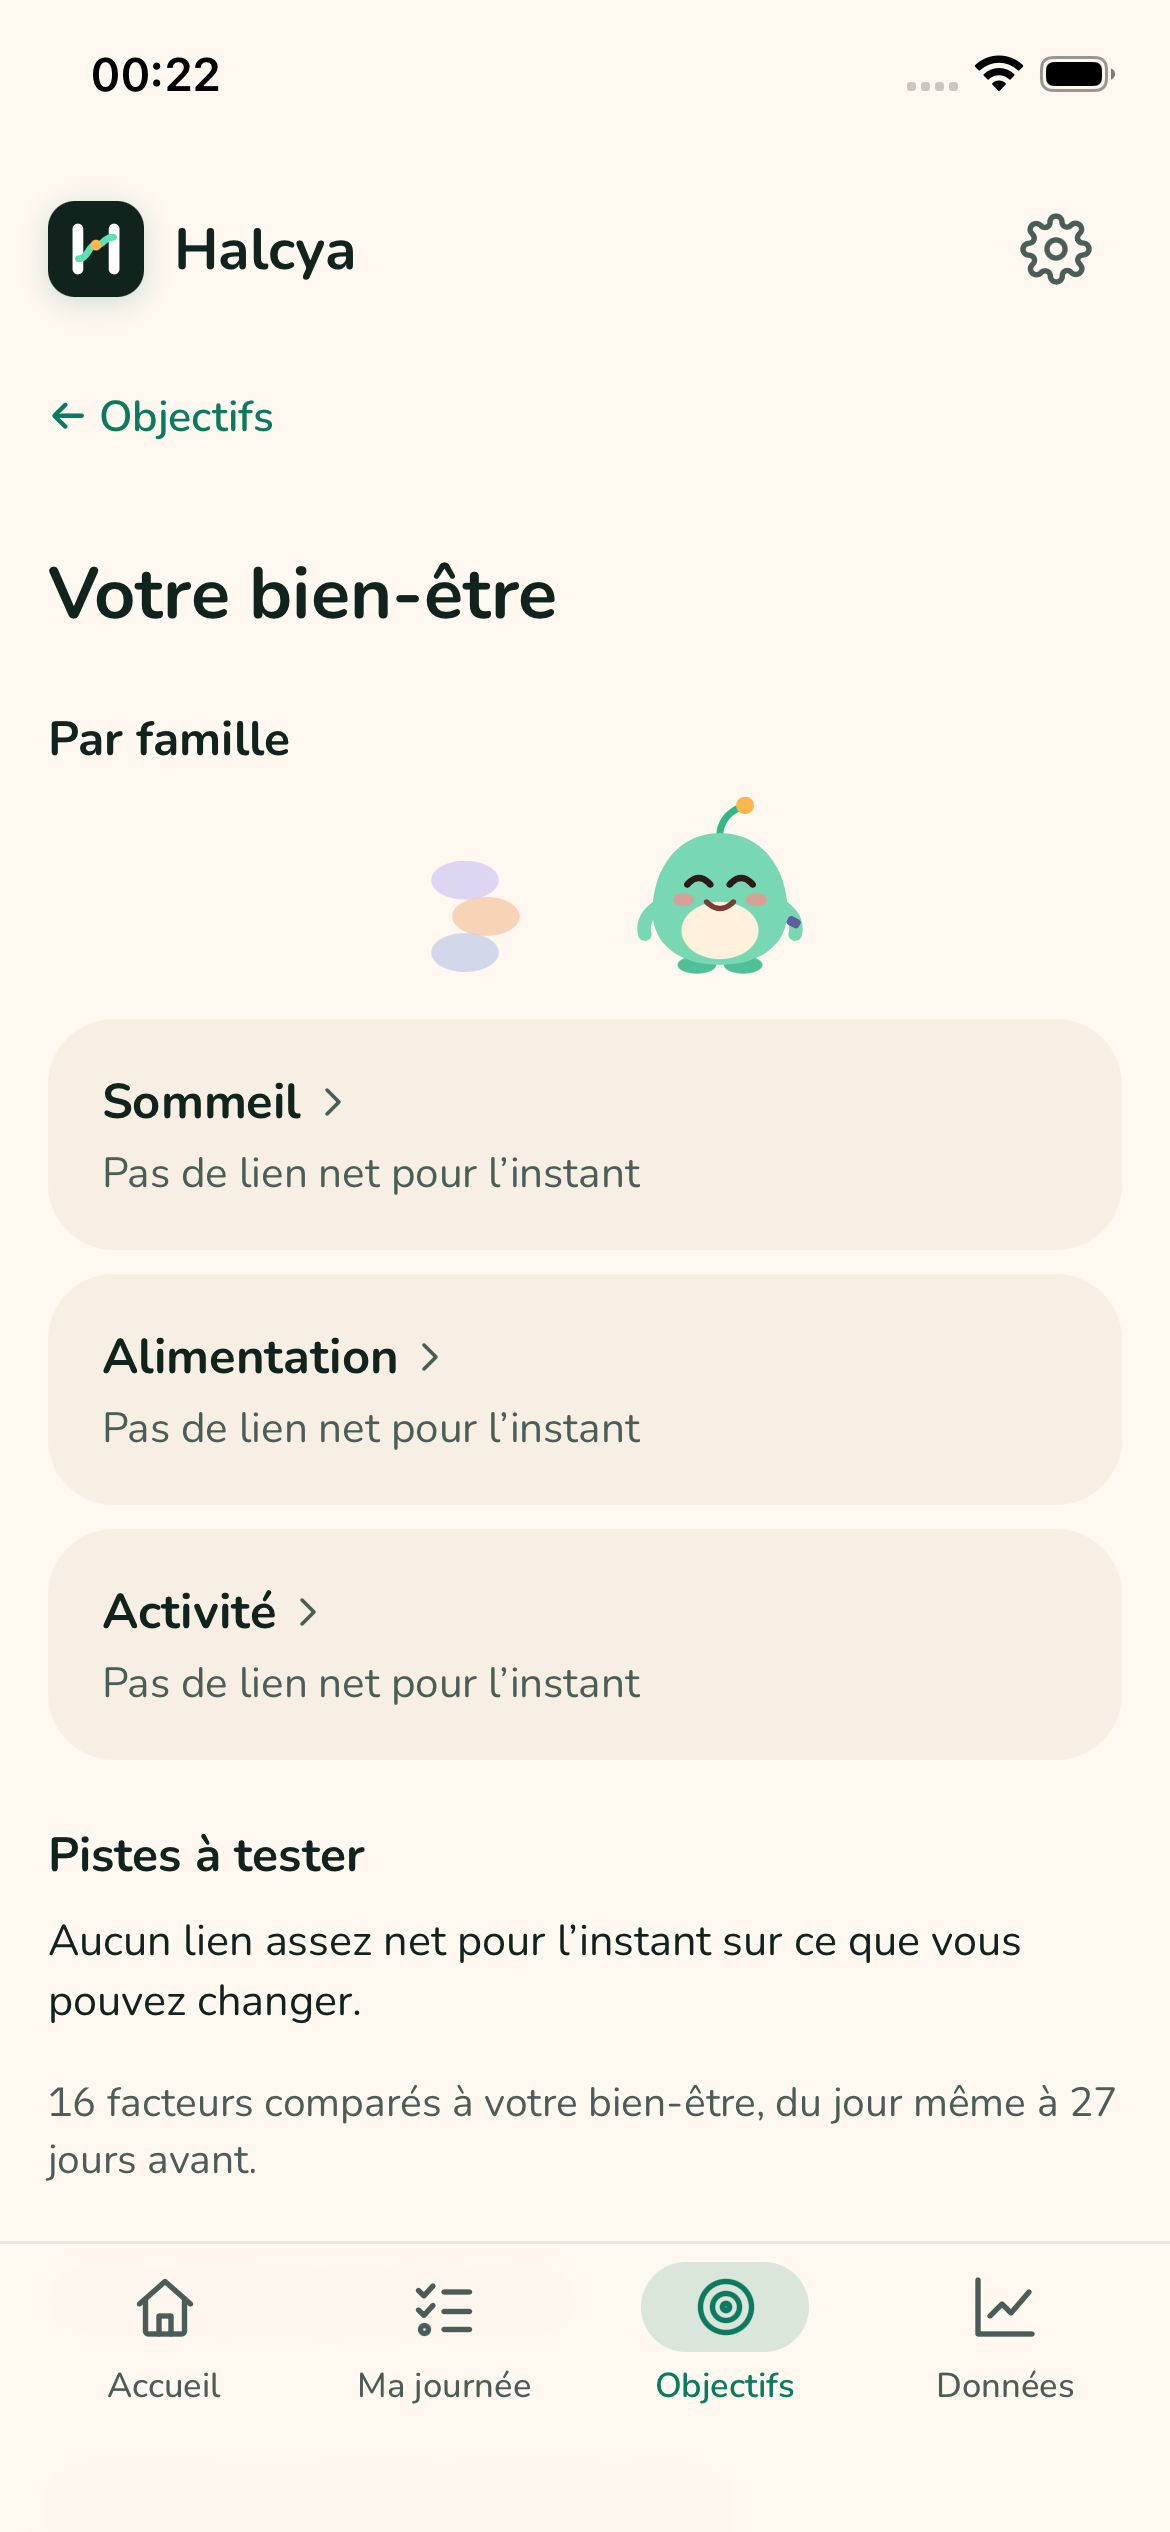 00:22
Halcya
← Objectifs
Votre bien-être
Par famille
Sommeil >
Pas de lien net pour l’instant
Alimentation >
Pas de lien net pour l’instant
Activité >
Pas de lien net pour l’instant
Pistes à tester
Aucun lien assez net pour l’instant sur ce que vous
pouvez changer.
16 facteurs comparés à votre bien-être, du jour même à 27
jours avant.
Accueil
Ma journée
Objectifs
Données